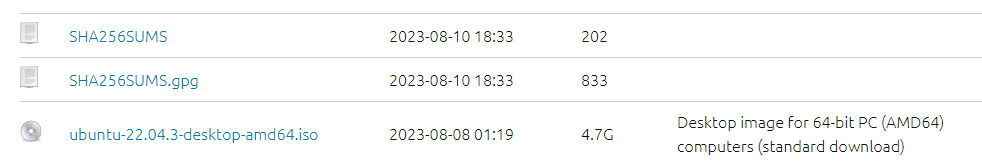 SHA256SUMS 2023-08-10 18:33 202
SHA256SUMS.gpg 2023-08-10 18:33 833
ubuntu-22.04.3-desktop-amd64.iso 2023-08-08 01:19 4.7G Desktop image for 64-bit PC (AMD64)
computers (standard download)